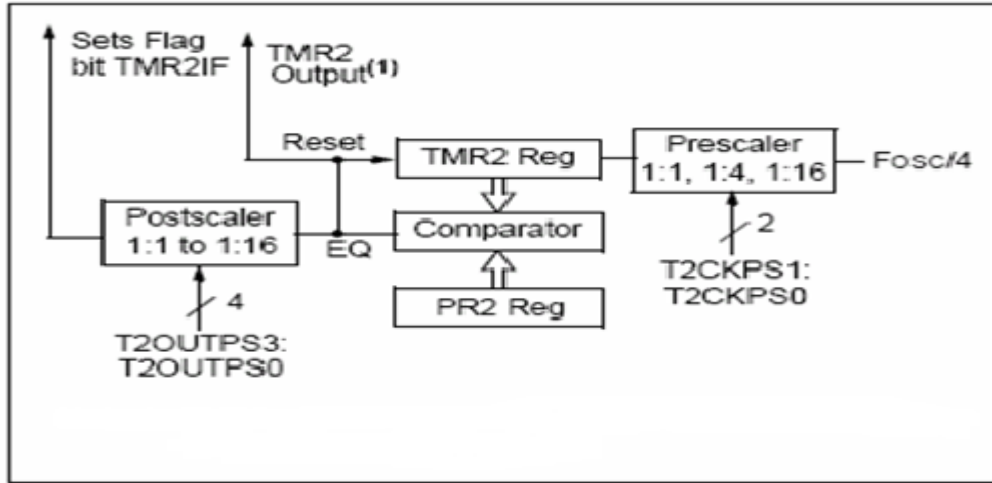 Sets Flag
bit TMR2IF
TMR2
Output(1)
Reset
TMR2 Reg
Prescaler
1:1, 1:4, 1:16
Fosc/4
Postscaler
1:1 to 1:16
EQ
Comparator
2
T2CKPS1:
T2CKPS0
PR2 Reg
4
T2OUTPS3:
T2OUTPS0